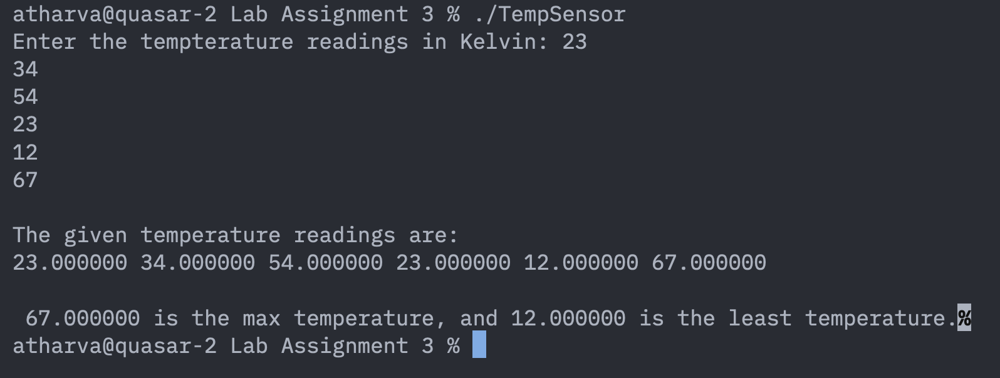 atharva@quasar-2 Lab Assignment 3 % ./TempSensor
Enter the tempterature readings in Kelvin: 23
34
54
23
12
67
The given temperature readings are:
23.000000 34.000000 54.000000 23.000000 12.000000 67.000000
67.000000 is the max temperature, and 12.000000 is the least temperature.%
atharva@quasar-2 Lab Assignment 3 %